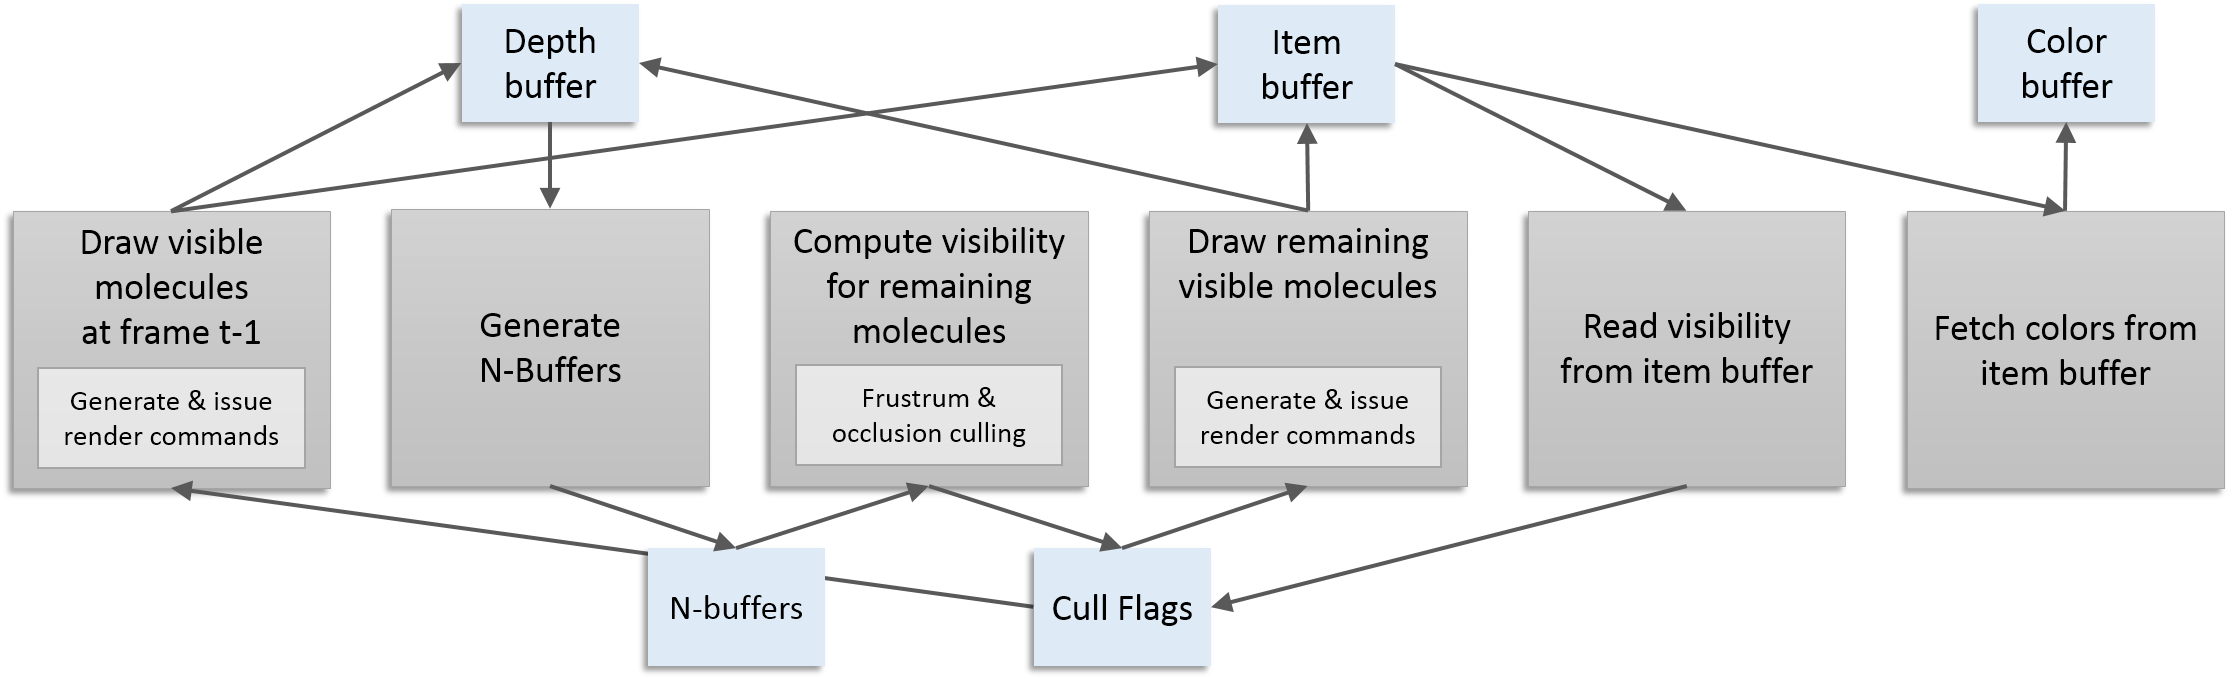 Depth
buffer
Item
buffer
Color
buffer
Draw visible
molecules
at frame t-1
Generate & issue
render commands
Generate
N-Buffers
Compute visibility
for remaining
molecules
Frustrum &
occlusion culling
Draw remaining
visible molecules
Generate & issue
render commands
Read visibility
from item buffer
Fetch colors from
item buffer
N-buffers
Cull Flags